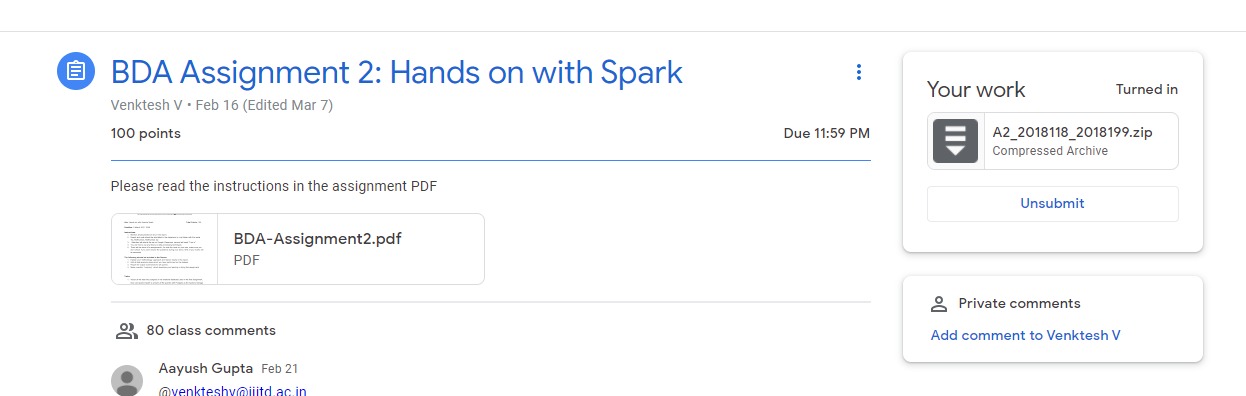 BDA Assignment 2: Hands on with Spark
Venktesh V • Feb 16 (Edited Mar 7)
100 points
Due 11:59 PM
Please read the instructions in the assignment PDF
BDA-Assignment2.pdf
PDF
80 class comments
Aayush Gupta Feb 21
@venkteshv@iiitd.ac.in
Your work
Turned in
A2_2018118_2018199.zip
Compressed Archive
Unsubmit
Private comments
Add comment to Venktesh V